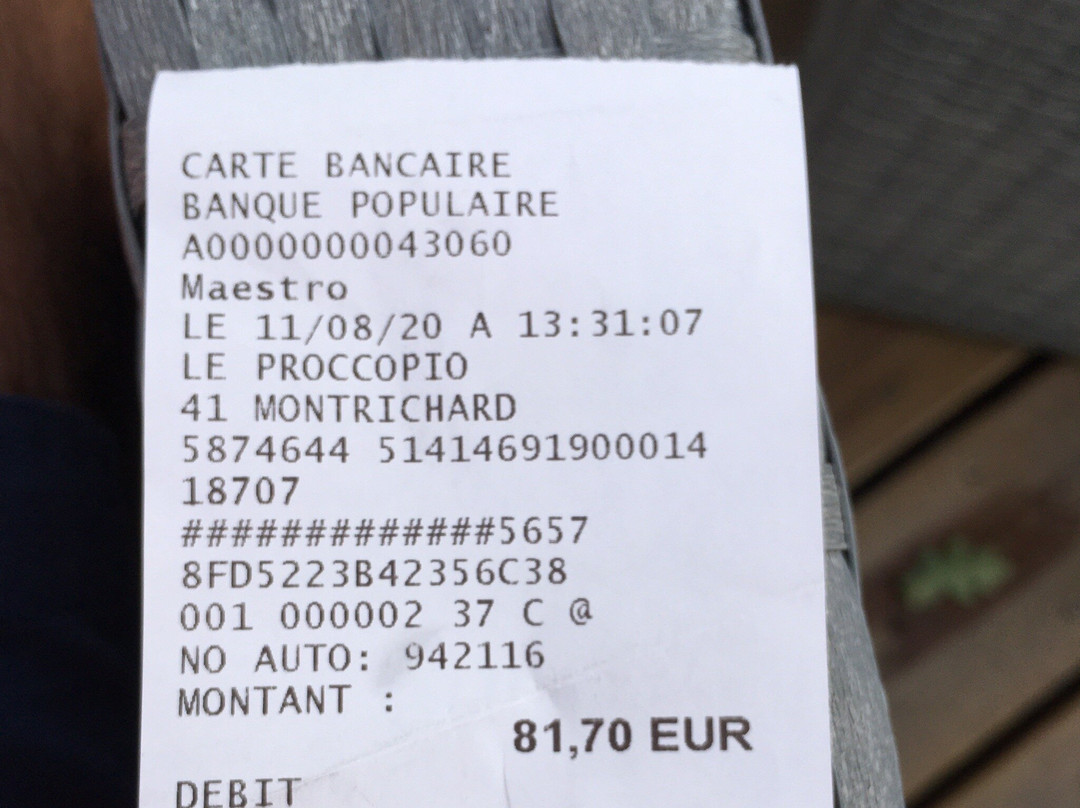 CARTE BANCAIRE
BANQUE POPULAIRE
A0000000043060
Maestro
LE 11/08/20 A 13:31:07
LE PROCCOPIO
41 MONTRICHARD
5874644 51414691900014
18707
#############5657
8FD5223B42356C38
001 000002 37 C @
NO AUTO: 942116
MONTANT :
81,70 EUR
DEBIT